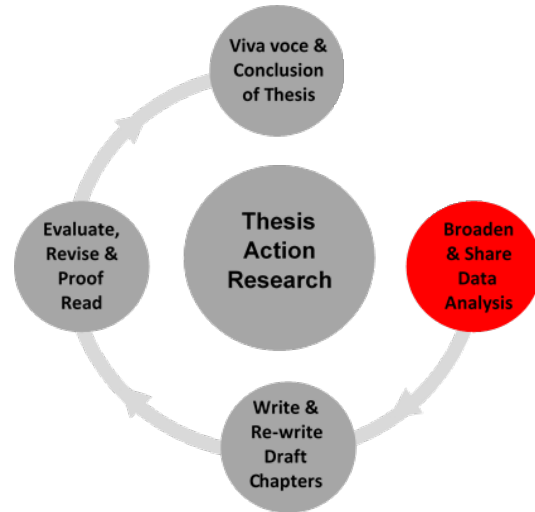 Viva voce &
Conclusion
of Thesis
Thesis
Action
Research
Broaden
& Share
Data
Analysis
Write &
Re-write
Draft
Chapters
Evaluate,
Revise &
Proof
Read